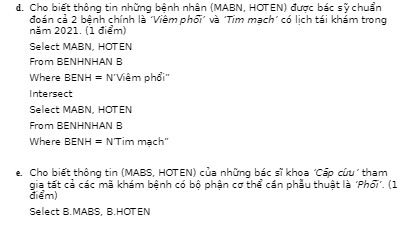 d. Cho biết thông tin những bệnh nhân (MABN, HOTEN) được bác sỹ chuẩn
đoán cả 2 bệnh chính là ‘Viêm phổi’ và ‘Tim mạch’ có lịch tái khám trong
năm 2021. (1 điểm)
Select MABN, HOTEN
From BENHNHAN B
Where BENH = N’Viêm phổi”
Intersect
Select MABN, HOTEN
From BENHNHAN B
Where BENH = N’Tim mạch”
e. Cho biết thông tin (MABS, HOTEN) của những bác sĩ khoa ‘Cấp cứu’ tham
gia tất cả các mã khám bệnh có bộ phận cơ thể cần phẫu thuật là ‘Phổi’. (1
điểm)
Select B.MABS, B.HOTEN